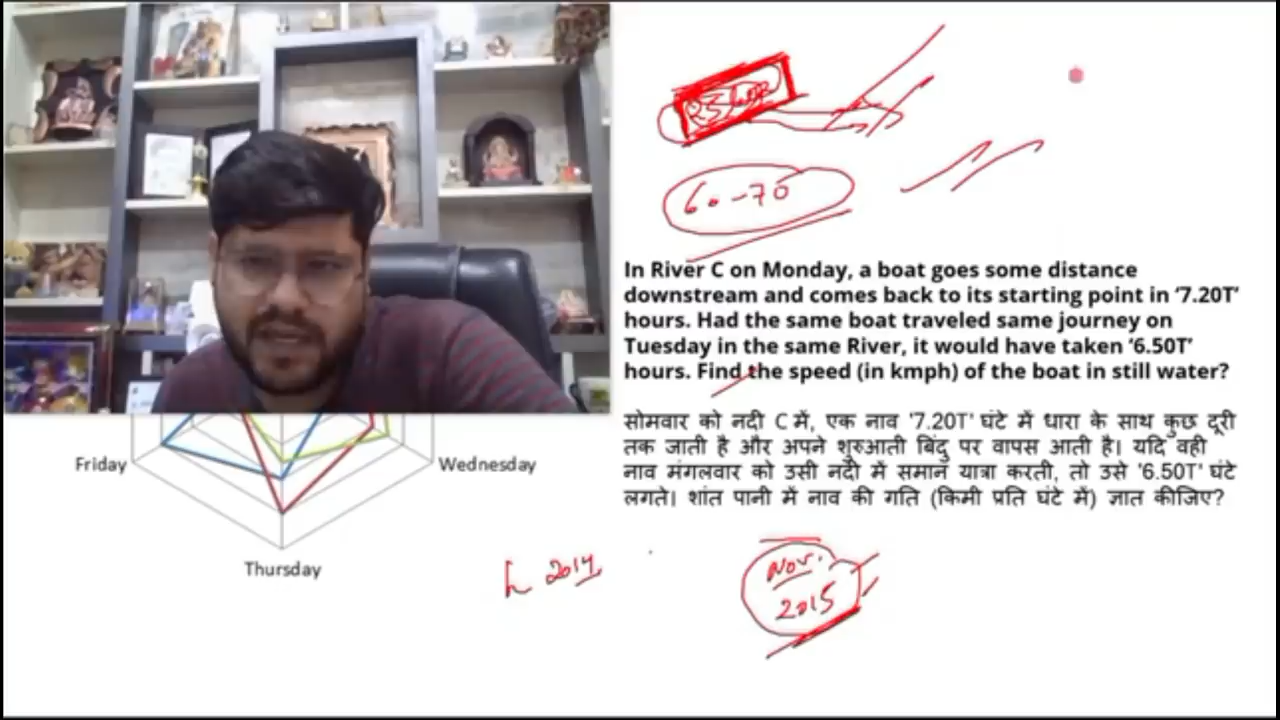 60-70
In River C on Monday, a boat goes some distance
downstream and comes back to its starting point in ‘7.20T’
hours. Had the same boat traveled same journey on
Tuesday in the same River, it would have taken ‘6.50T’
hours. Find the speed (in kmph) of the boat in still water?
सोमवार को नदी C में, एक नाव '7.20T' घंटे में धारा के साथ कुछ दूरी
तक जाती है और अपने शुरुआती बिंदु पर वापस आती है। यदि वही
नाव मंगलवार को उसी नदी में समान यात्रा करती, तो उसे '6.50T' घंटे
लगते। शांत पानी में नाव की गति (किमी प्रति घंटे में) ज्ञात कीजिए?
Friday
Wednesday
Thursday
2014
Nov.
2015